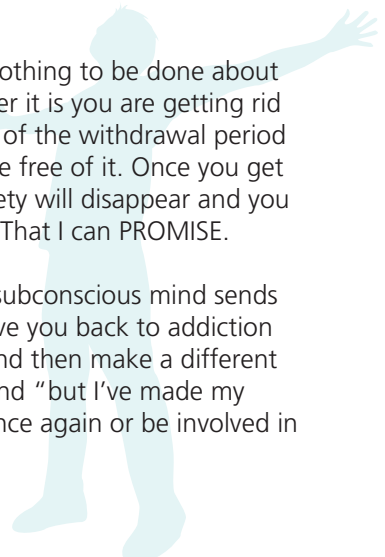 othing to be done about
er it is you are getting rid
of the withdrawal period
e free of it. Once you get
ety will disappear and you
That I can PROMISE.
subconscious mind sends
ve you back to addiction
nd then make a different
nd “but I’ve made my
nce again or be involved in